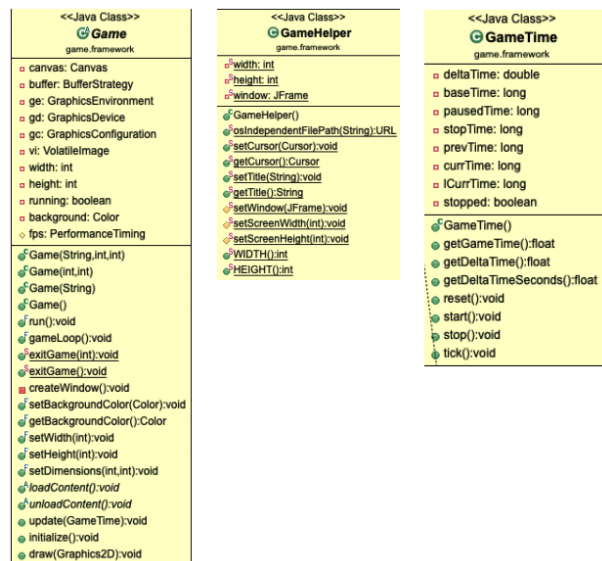 <<Java Class>>
Game
game.framework
canvas: Canvas
buffer: BufferStrategy
ge: GraphicsEnvironment
gd: GraphicsDevice
gc: GraphicsConfiguration
vi: VolatileImage
width: int
height: int
running: boolean
background: Color
fps: PerformanceTiming
Game(String,int,int)
Game(int,int)
Game(String)
Game()
run():void
gameLoop():void
exitGame(int):void
exitGame():void
createWindow():void
setBackgroundColor(Color):void
getBackgroundColor():Color
setWidth(int):void
setHeight(int):void
setDimensions(int,int):void
loadContent():void
unloadContent():void
update(GameTime):void
initialize():void
draw(Graphics2D):void
<<Java Class>>
GameHelper
game.framework
width: int
height: int
window: JFrame
GameHelper()
osIndependentFilePath(String):URL
setCursor(Cursor):void
getCursor():Cursor
setTitle(String):void
getTitle():String
setWindow(JFrame):void
setScreenWidth(int):void
setScreenHeight(int):void
WIDTH():int
HEIGHT():int
<<Java Class>>
GameTime
game.framework
deltaTime: double
baseTime: long
pausedTime: long
stopTime: long
prevTime: long
currTime: long
lCurrTime: long
stopped: boolean
GameTime()
getGameTime():float
getDeltaTime():float
getDeltaTimeSeconds():float
reset():void
start():void
stop():void
tick():void